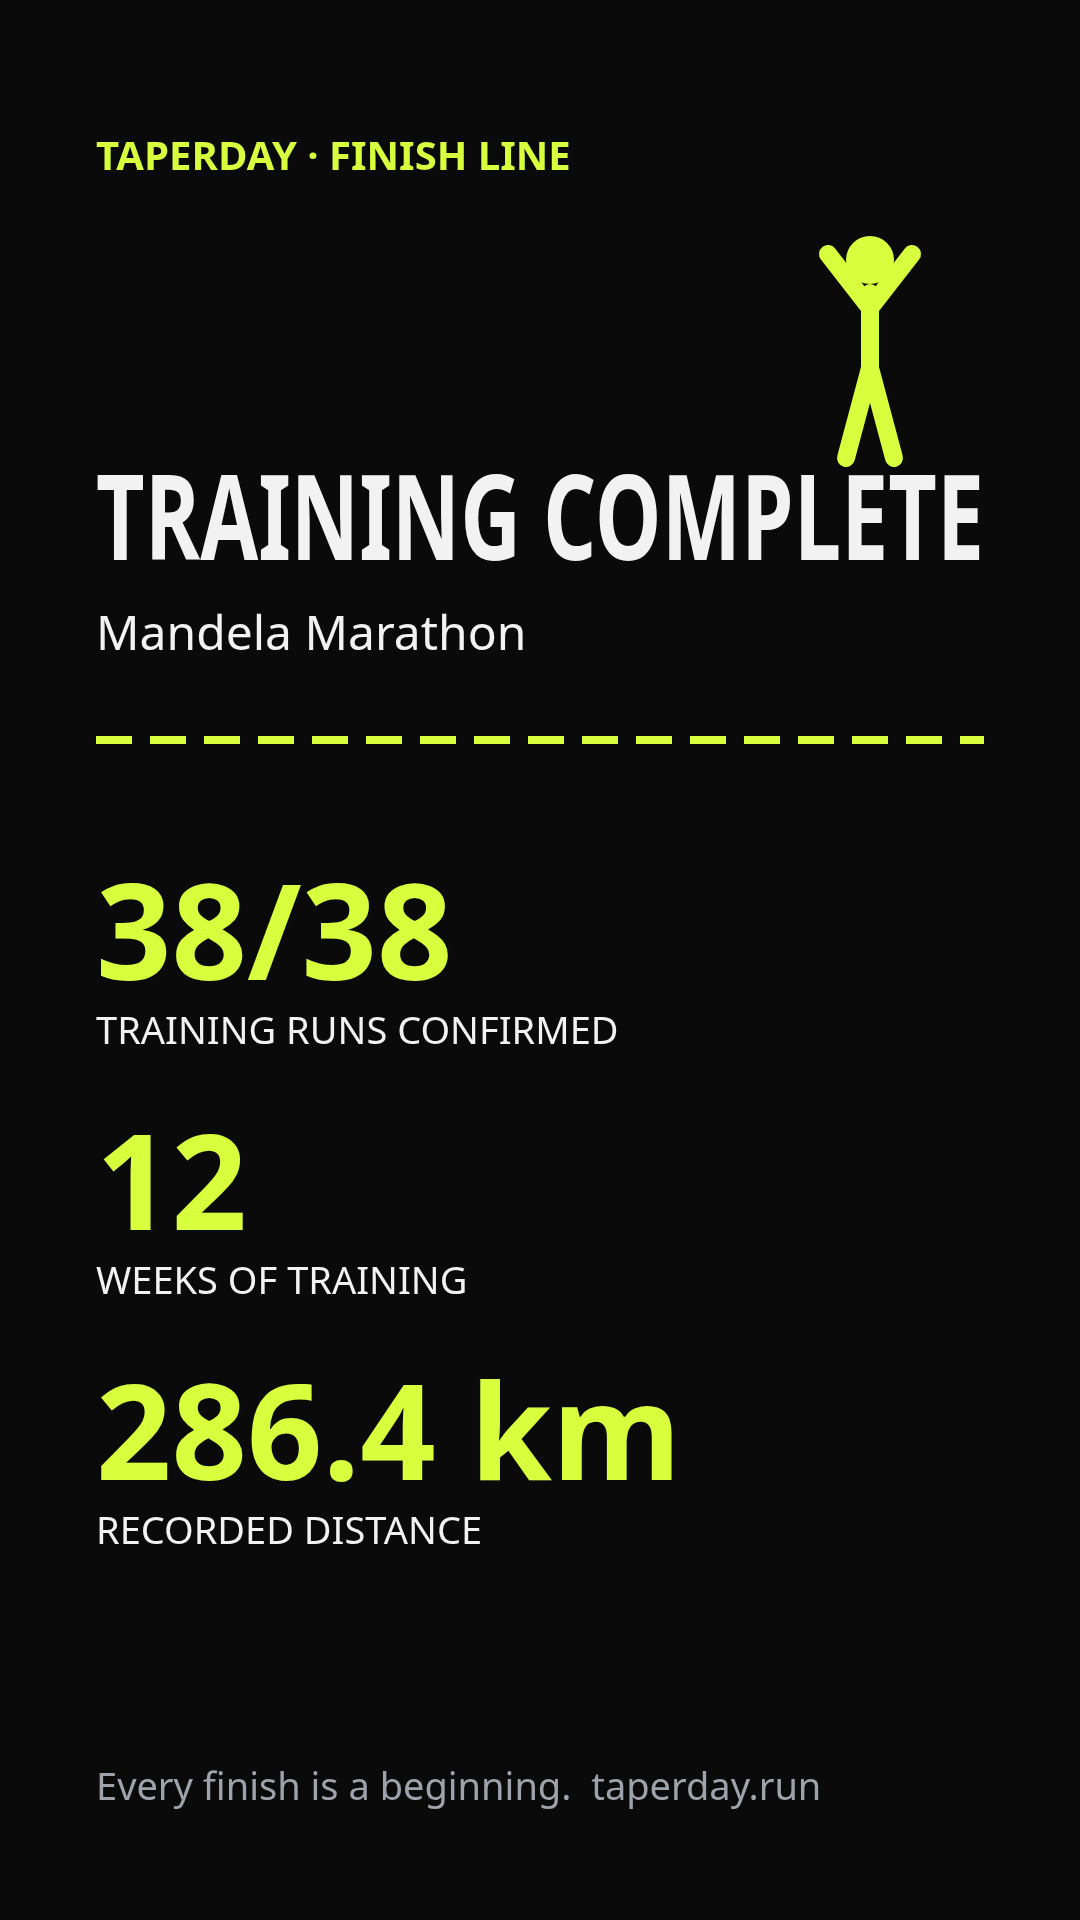 TAPERDAY · FINISH LINE
TRAINING COMPLETE
Mandela Marathon
38/38
TRAINING RUNS CONFIRMED
12
WEEKS OF TRAINING
286.4 km
RECORDED DISTANCE
Every finish is a beginning.  taperday.run